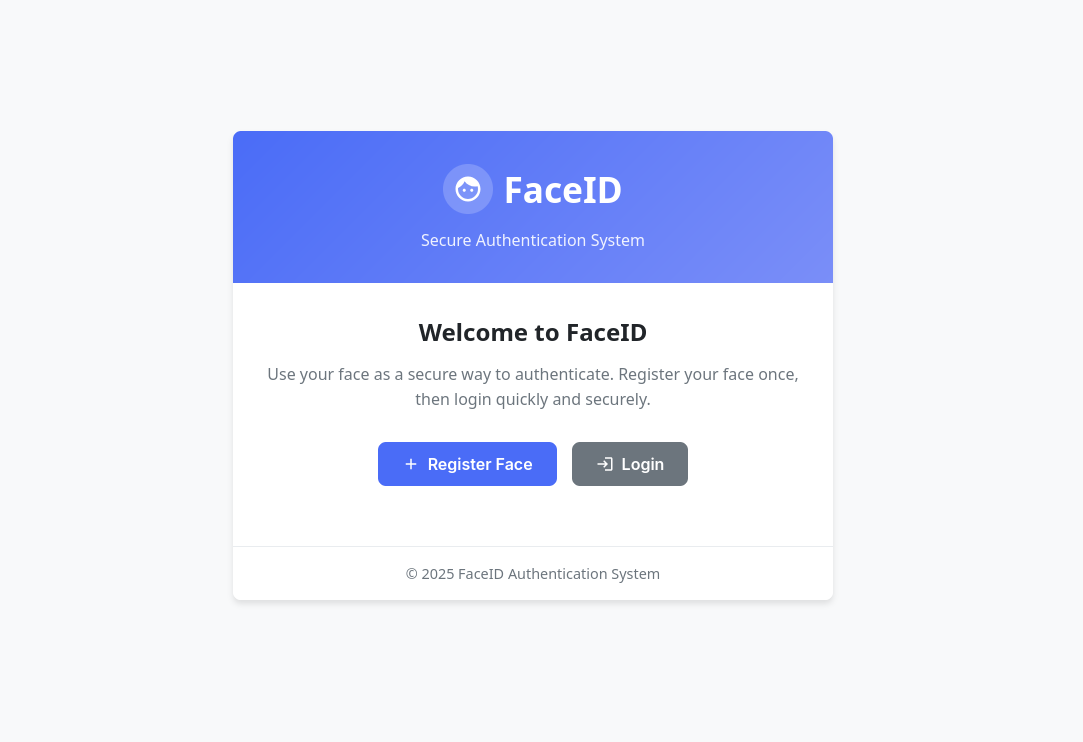 FaceID
Secure Authentication System
Welcome to FaceID
Use your face as a secure way to authenticate. Register your face once,
then login quickly and securely.
Register Face
Login
© 2025 FaceID Authentication System